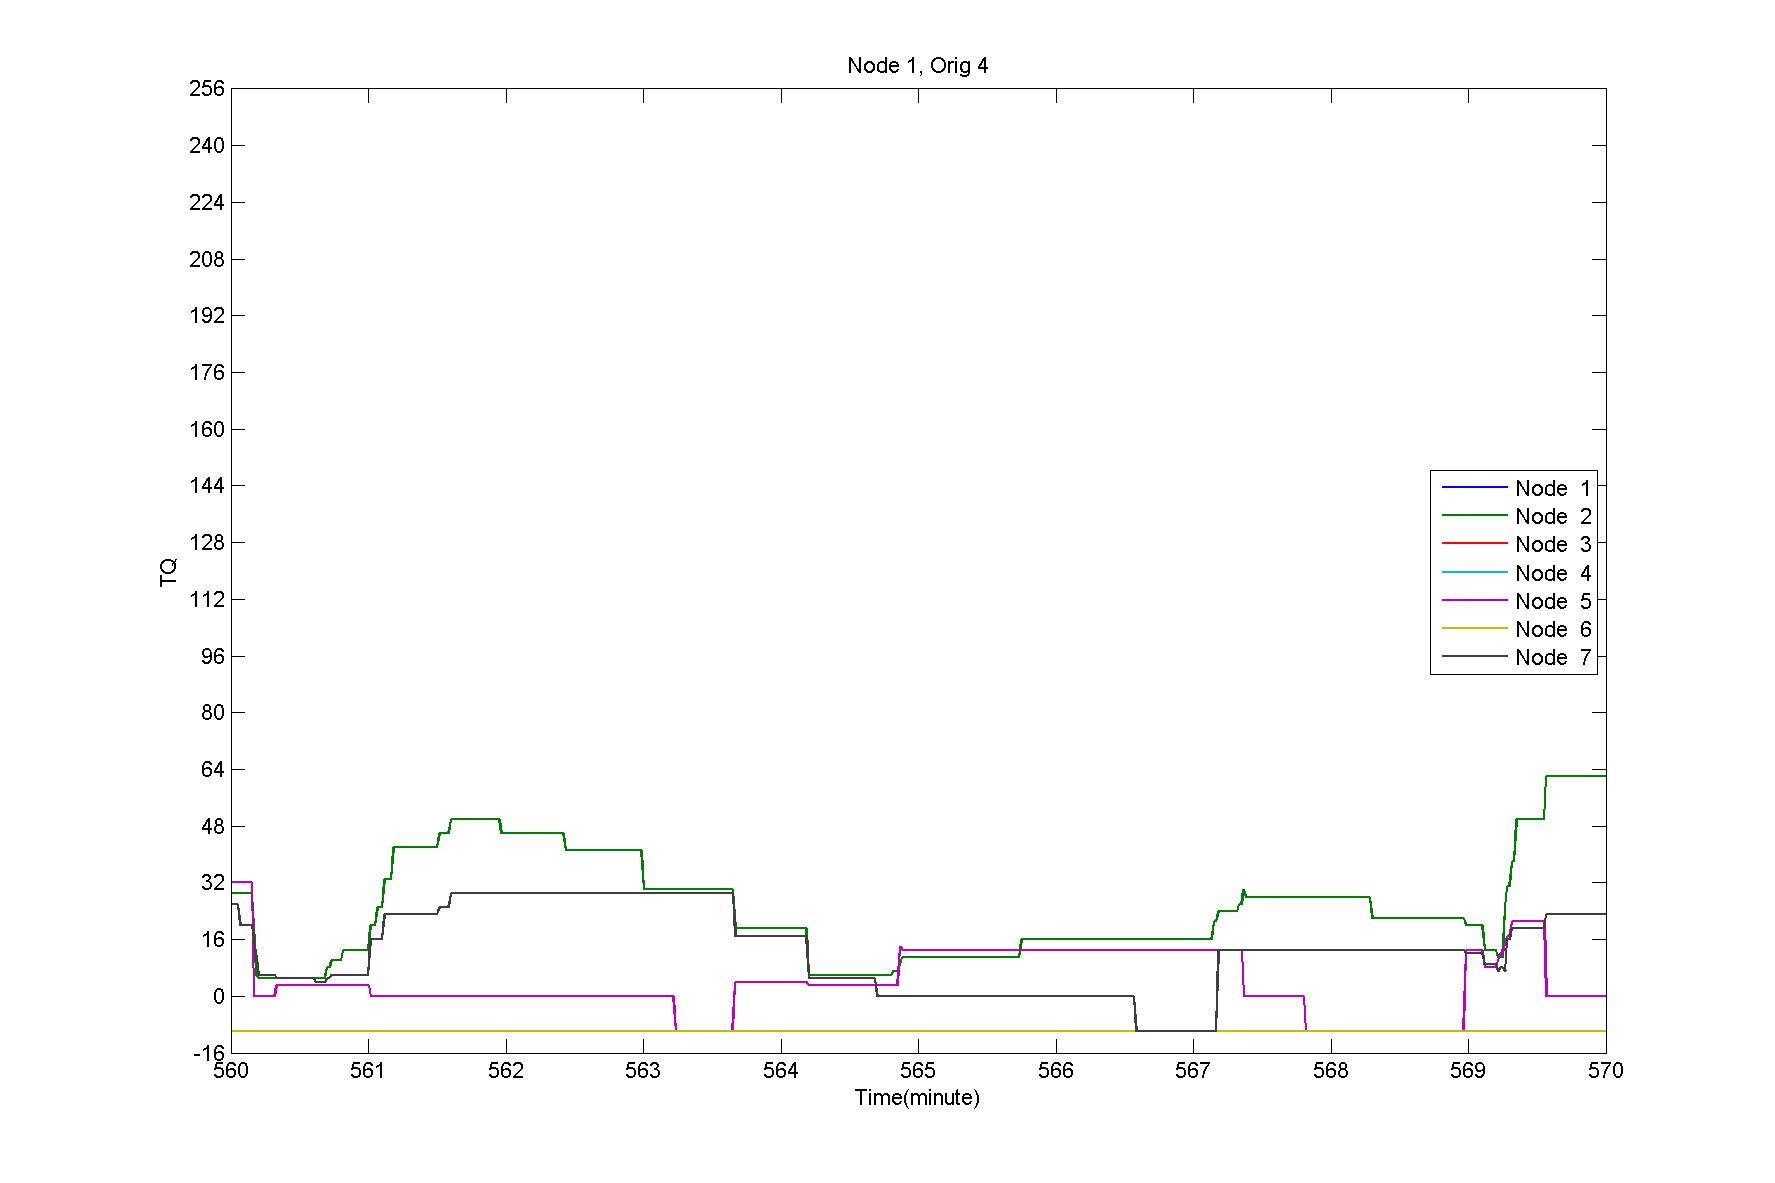 Node 1, Orig 4
256
240
224
208
192
176
160
144
128
112
96
80
64
48
32
16
0
-16
TQ
Node 1
Node 2
Node 3
Node 4
Node 5
Node 6
Node 7
560 561 562 563 564 565 566 567 568 569 570
Time(minute)